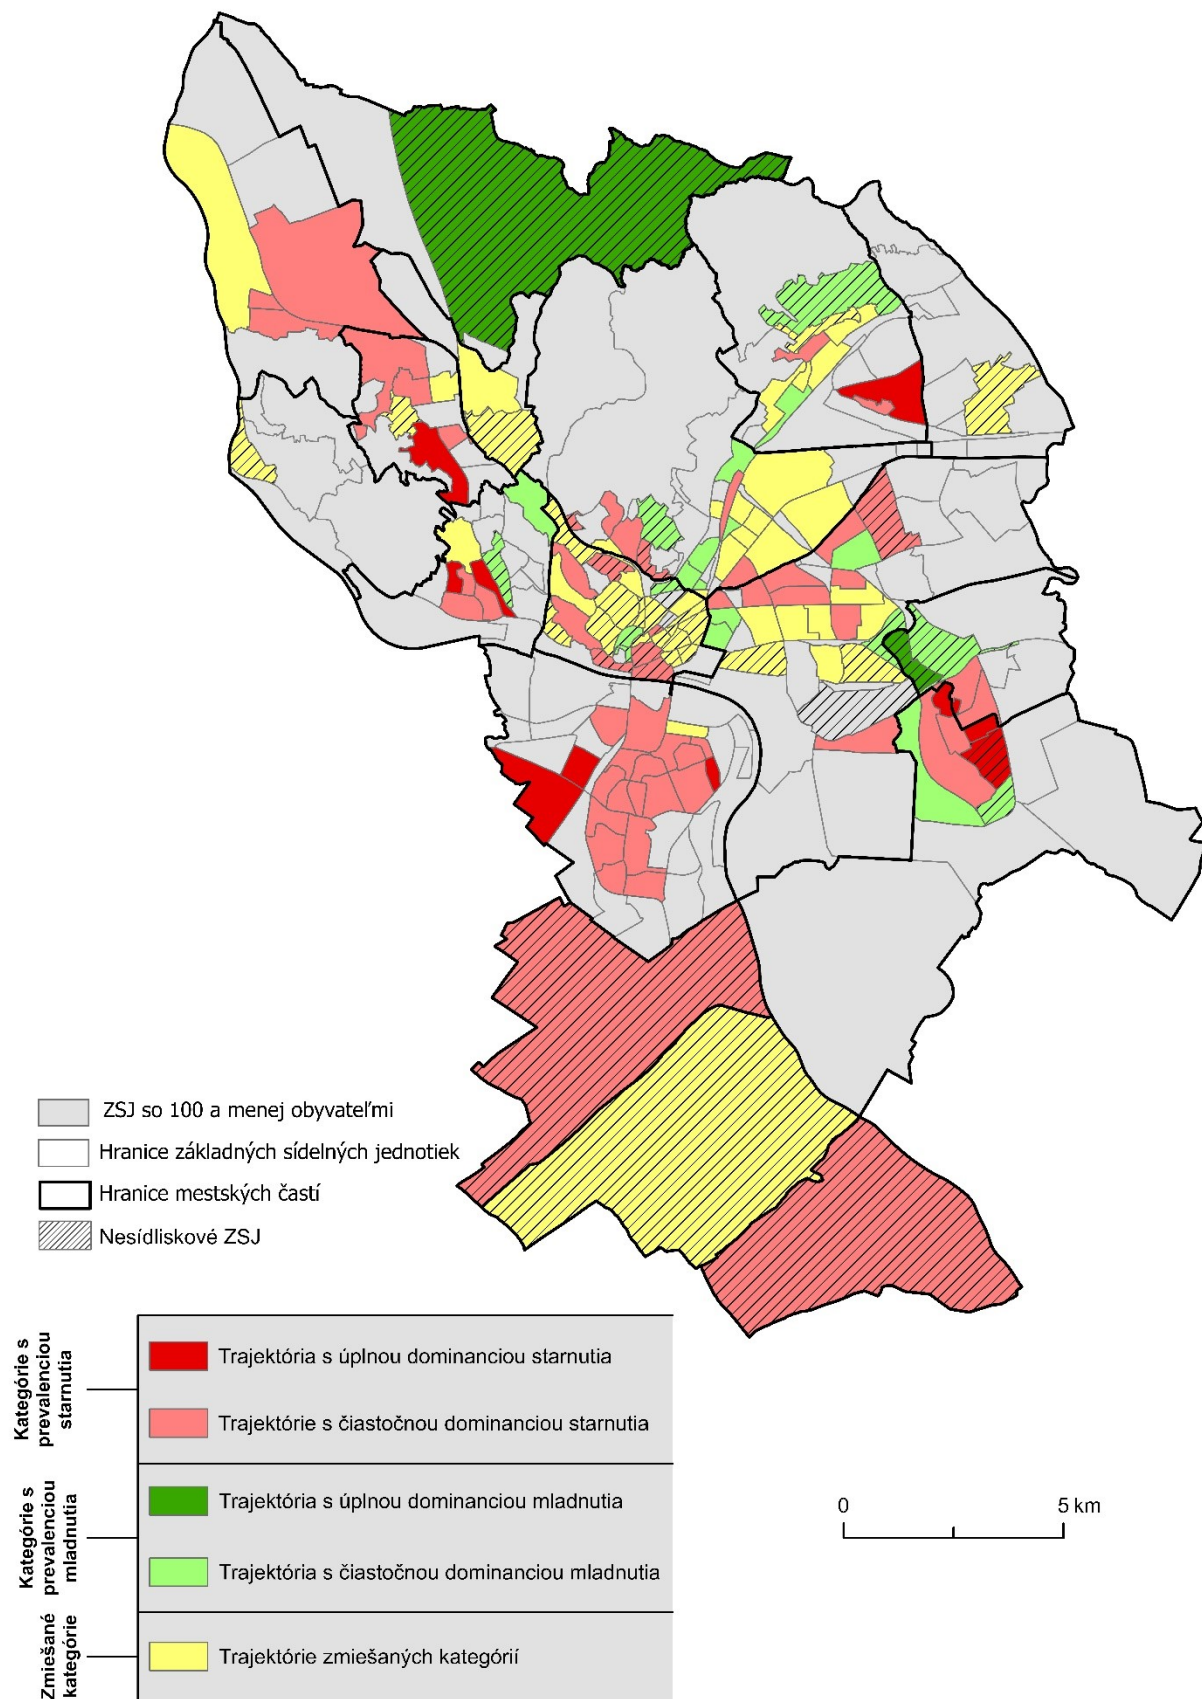 ZSJ so 100 a menej obyvateľmi
Hranice základných sídelných jednotiek
Hranice mestských častí
Nesídliskové ZSJ
Kategórie s
prevalenciou
starnutia
Trajektória s úplnou dominanciou starnutia
Trajektórie s čiastočnou dominanciou starnutia
Kategórie s
prevalenciou
mladnutia
Trajektória s úplnou dominanciou mladnutia
Trajektória s čiastočnou dominanciou mladnutia
Zmiešané
kategórie
Trajektórie zmiešaných kategórií
0 5 km